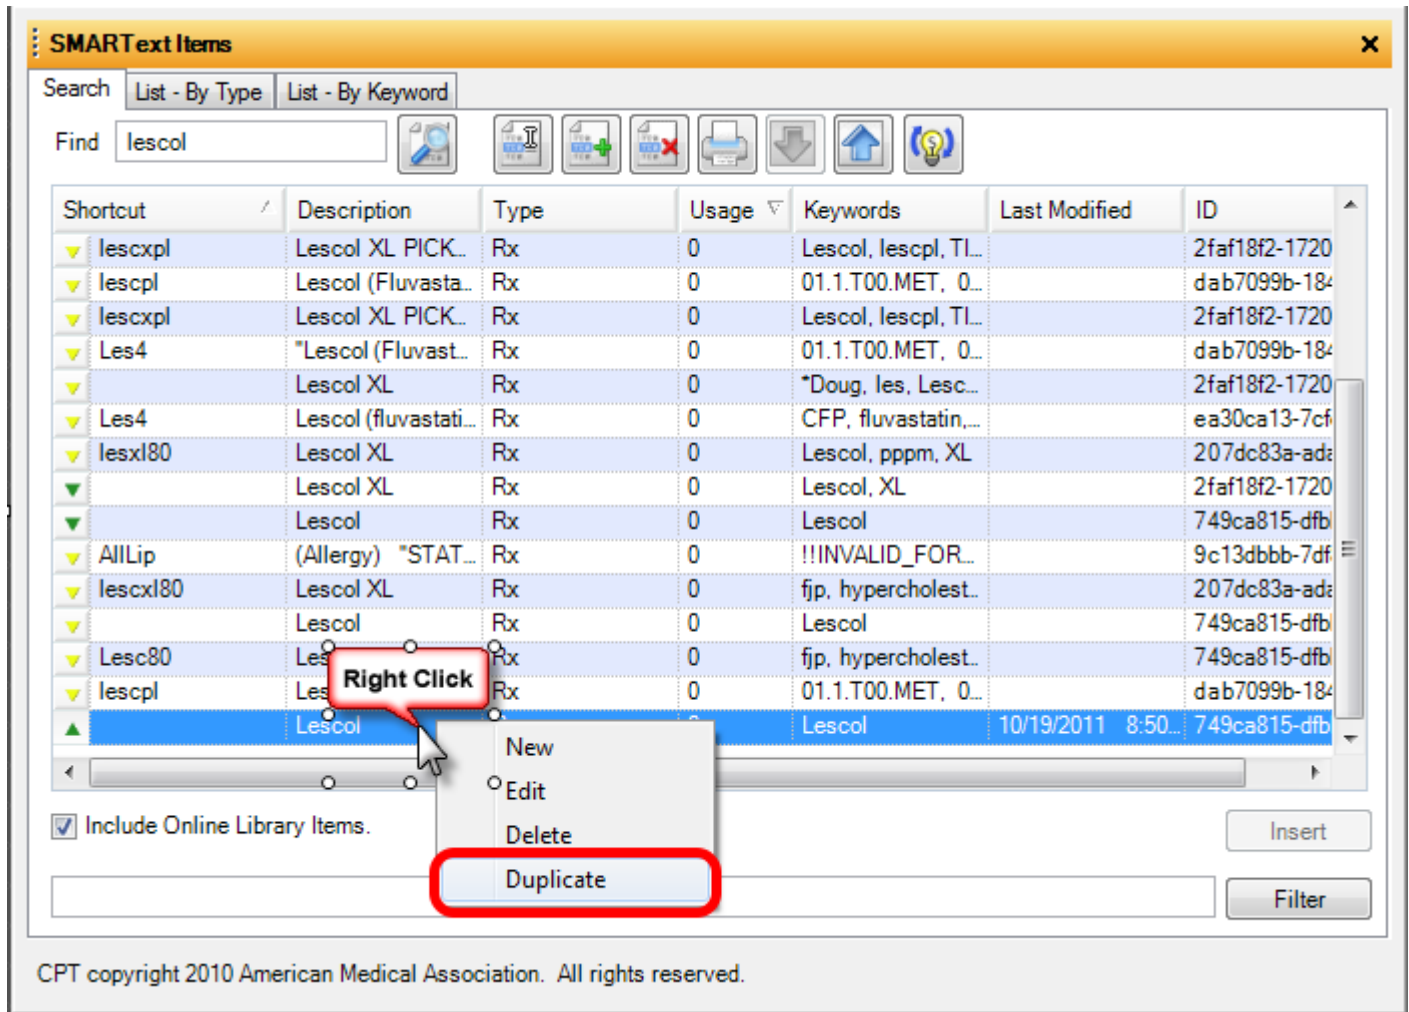 SMARText Items
Search List - By Type List - By Keyword
Find lescol
Shortcut Description Type Usage Keywords Last Modified ID
lescxpl Lescol XL PICK... Rx 0 Lescol, lescpl, TI... 2faf18f2-1720
lescpl Lescol (Fluvasta... Rx 0 01.1.T00.MET, 0... dab7099b-184
lescxpl Lescol XL PICK... Rx 0 Lescol, lescpl, TI... 2faf18f2-1720
Les4 "Lescol (Fluvast... Rx 0 01.1.T00.MET, 0... dab7099b-184
Lescol XL Rx 0 *Doug, les, Lesc... 2faf18f2-1720
Les4 Lescol (fluvastati... Rx 0 CFP, fluvastatin,... ea30ca13-7cf
lesxl80 Lescol XL Rx 0 Lescol, pppm, XL 207dc83a-ada
Lescol XL Rx 0 Lescol, XL 2faf18f2-1720
Lescol Rx 0 Lescol 749ca815-dfb
AllLip (Allergy) "STAT... Rx 0 !!INVALID_FOR... 9c13dbbb-7df
lescxl80 Lescol XL Rx 0 fjp, hypercholest... 207dc83a-ada
Lescol Rx 0 Lescol 749ca815-dfb
Lesc80 Les Rx 0 fjp, hypercholest... 749ca815-dfb
Right Click
lescpl Les Rx 0 01.1.T00.MET, 0... dab7099b-184
Lescol Lescol 10/19/2011 8:50... 749ca815-dfb
New
Edit
Delete
Duplicate
Include Online Library Items.
Insert
Filter
CPT copyright 2010 American Medical Association. All rights reserved.